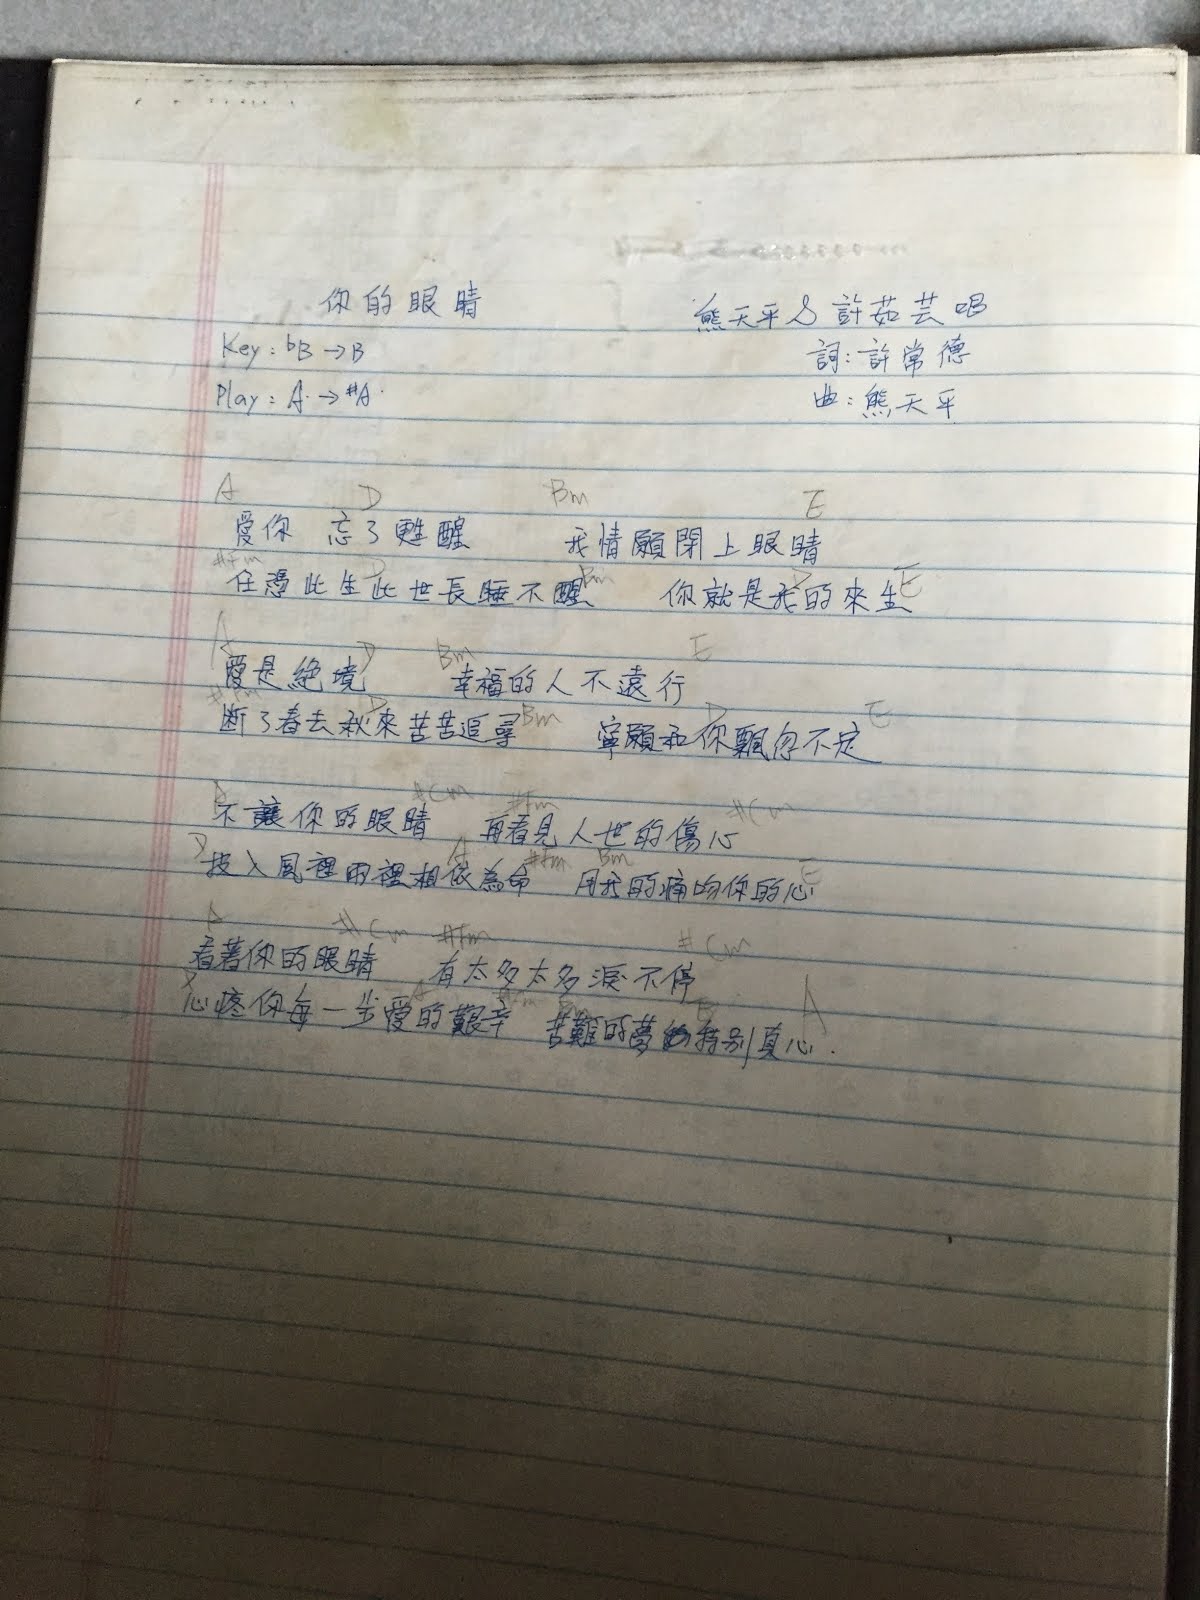 你的眼睛
熊天平&許茹芸唱
Key: bB→B
詞:許常德
Play: A→#A
曲:熊天平
A D Bm E
愛你 忘了甦醒 我情願閉上眼睛
#Fm D Bm D E
任憑此生此世長睡不醒 你就是我的來生
A D Bm E
愛是絕境 幸福的人不遠行
#Fm D Bm D E
斷了春去秋來苦苦追尋 寧願和你飄忽不定
A #Cm #Fm #Cm
不讓你的眼睛 再看見人世的傷心
D A #Fm Bm E
投入風裡雨裡相依為命 用我的痛吻你的心
A #Cm #Fm #Cm
看著你的眼睛 有太多太多淚不停
A #Fm E A
心疼你每一步愛的艱辛 苦難的夢特別真心.